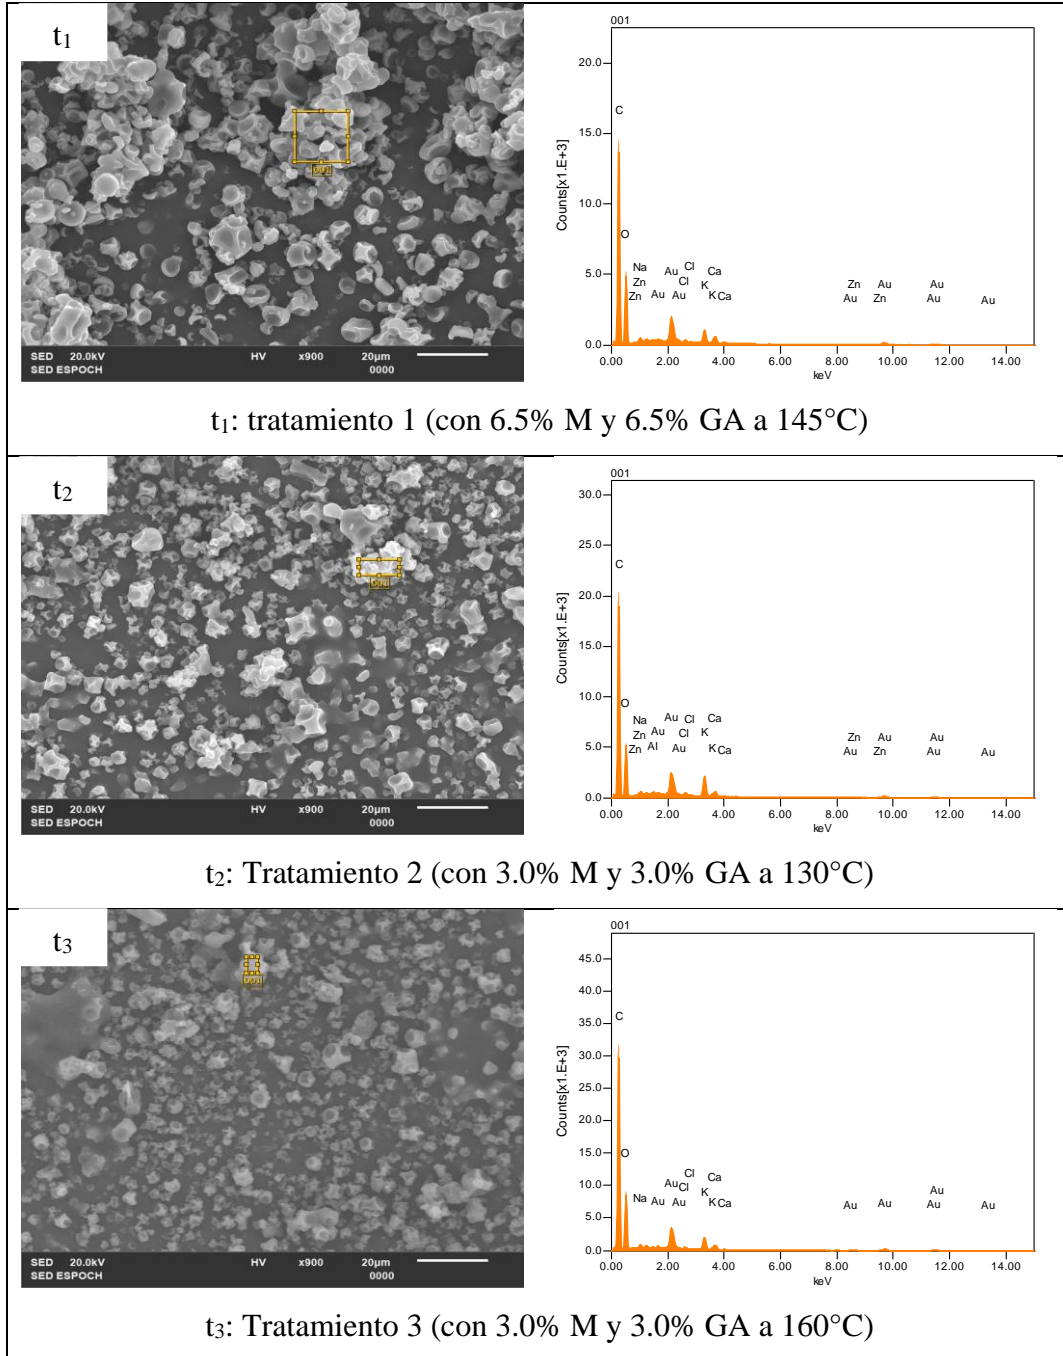 t1
001
SED 20.0kV HV x900 20µm
SED ESPOCH 0000
001
Counts[x1.E+3]
20.0
15.0
10.0
5.0
0.0
C
O
Na Au Cl Ca
Zn Cl K Zn Au Au
Zn Au Au K Ca Au Zn Au Au
0.00 2.00 4.00 6.00 8.00 10.00 12.00 14.00
keV
t1: tratamiento 1 (con 6.5% M y 6.5% GA a 145°C)
t2
001
SED 20.0kV HV x900 20µm
SED ESPOCH 0000
001
Counts[x1.E+3]
30.0
25.0
20.0
15.0
10.0
5.0
0.0
C
O
Na Au Cl Ca
Zn Au Cl K Zn Au Au
Zn Al Au K Ca Au Zn Au Au
0.00 2.00 4.00 6.00 8.00 10.00 12.00 14.00
keV
t2: Tratamiento 2 (con 3.0% M y 3.0% GA a 130°C)
t3
001
SED 20.0kV HV x900 20µm
SED ESPOCH 0000
001
Counts[x1.E+3]
45.0
40.0
35.0
30.0
25.0
20.0
15.0
10.0
5.0
0.0
C
O
Cl
Au Cl Ca
Na Au Au K K Ca Au Au Au Au Au
0.00 2.00 4.00 6.00 8.00 10.00 12.00 14.00
keV
t3: Tratamiento 3 (con 3.0% M y 3.0% GA a 160°C)